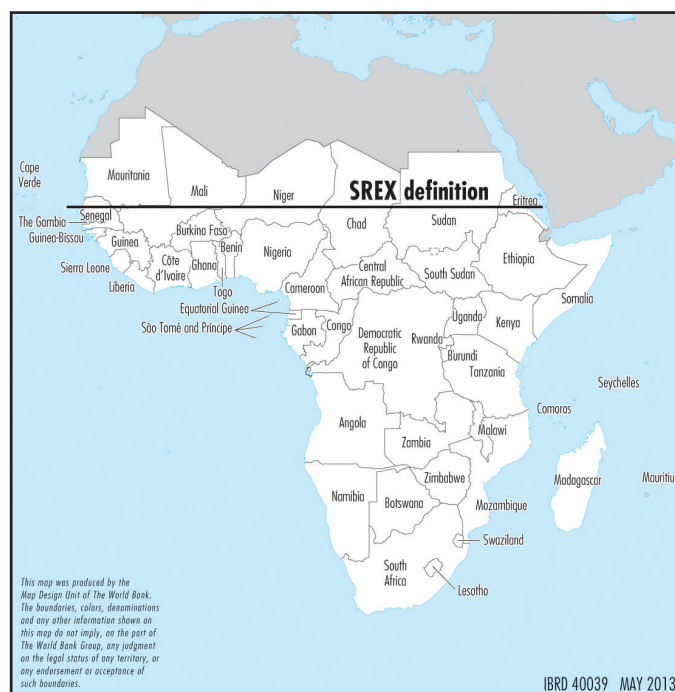 Cape
Verde
Mauritania
Mali
Niger
SREX definition
Eritrea
Senegal
The Gambia
Guinea-Bissau
Guinea
Sierra Leone
Liberia
Côte
d'Ivoire
Burkina Faso
Ghana
Togo
Benin
Nigeria
Chad
Sudan
Ethiopia
Somalia
Central
African Republic
South Sudan
Cameroon
Equatorial Guinea
São Tomé and Príncipe
Gabon
Congo
Democratic
Republic
of Congo
Uganda
Kenya
Rwanda
Burundi
Tanzania
Seychelles
Comoros
Angola
Zambia
Malawi
Zimbabwe
Mozambique
Madagascar
Mauritiu
Namibia
Botswana
Swaziland
South
Africa
Lesotho
This map was produced by the
Map Design Unit of The World Bank.
The boundaries, colors, denominations
and any other information shown on
this map do not imply, on the part of
The World Bank Group, any judgment
on the legal status of any territory, or
any endorsement or acceptance of
such boundaries.
IBRD 40039 MAY 2013